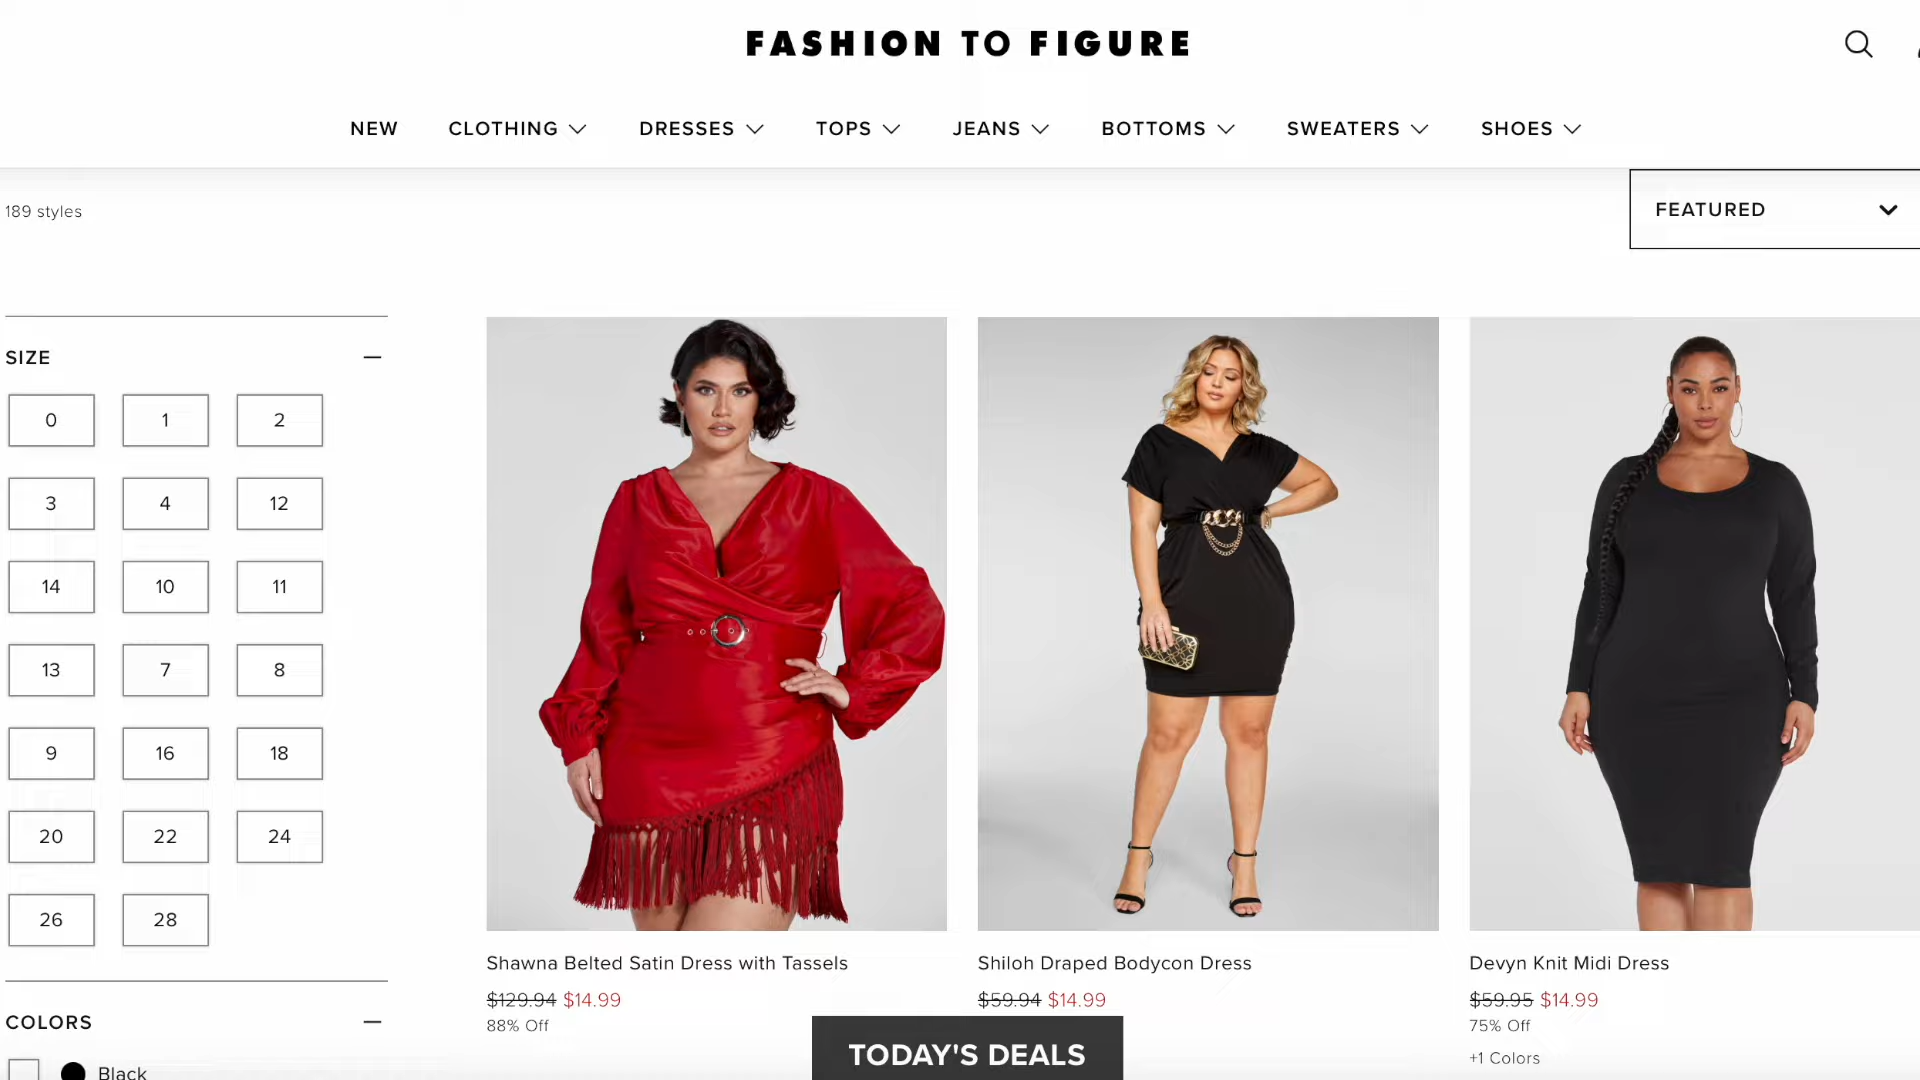 FASHION TO FIGURE
NEW CLOTHING DRESSES TOPS JEANS BOTTOMS SWEATERS SHOES
189 styles
FEATURED
SIZE
0 1 2
3 4 12
14 10 11
13 7 8
9 16 18
20 22 24
26 28
COLORS
Black
Shawna Belted Satin Dress with Tassels
$129.94 $14.99
88% Off
Shiloh Draped Bodycon Dress
$59.94 $14.99
Devyn Knit Midi Dress
$59.95 $14.99
75% Off
+1 Colors
TODAY'S DEALS